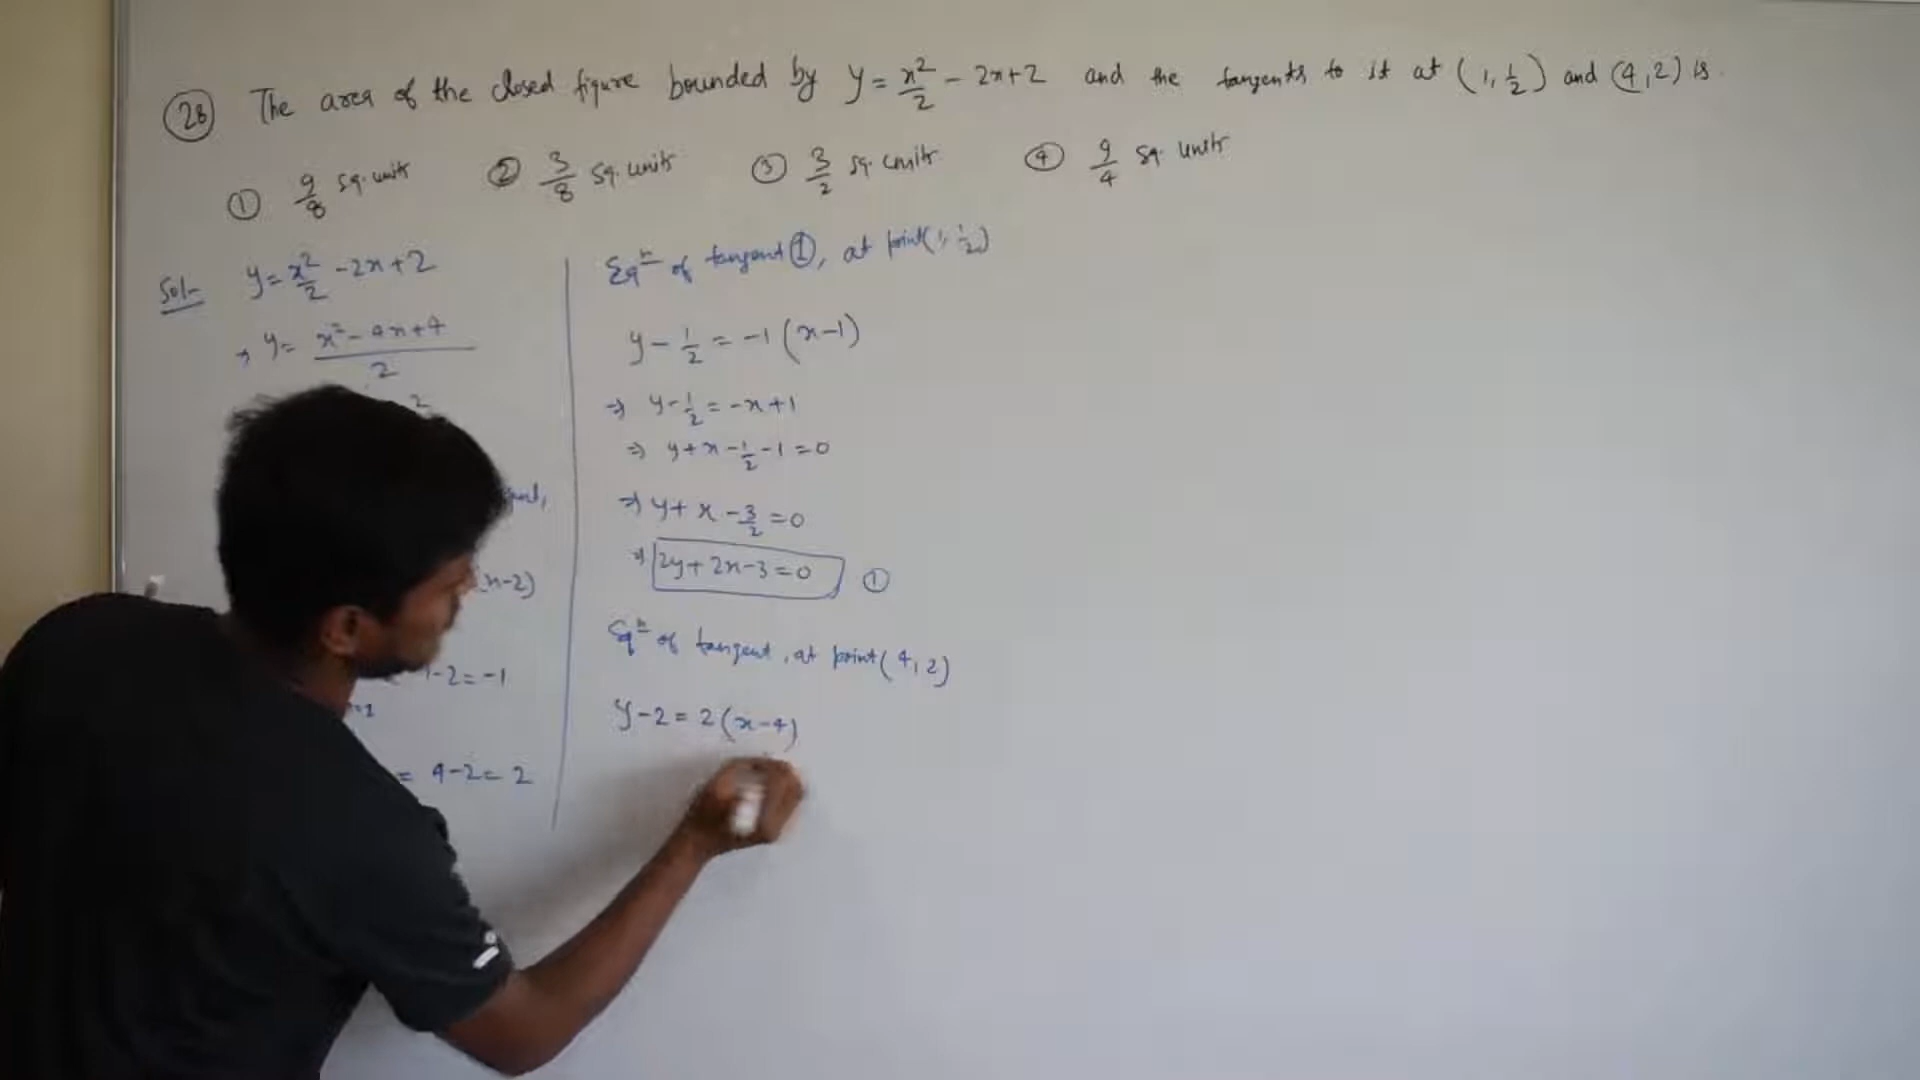 (28) The area of the closed figure bounded by y = x²/2 - 2x+2 and the tangents to it at (1, 1/2) and (4,2) is.
① 9/8 sq. units ② 3/8 sq. units ③ 3/2 sq. units ④ 9/4 sq. units
Sol- y = x²/2 - 2x + 2
⇒ y = x² - 4x + 4 / 2
2
(x-2)
1-2 = -1
= 4-2 = 2
Eqⁿ of tangent ①, at point (1, 1/2)
y - 1/2 = -1 (x-1)
⇒ y - 1/2 = -x + 1
⇒ y + x - 1/2 - 1 = 0
⇒ y + x - 3/2 = 0
⇒ 2y + 2x - 3 = 0 ①
Eqⁿ of tangent, at point (4, 2)
y - 2 = 2 (x-4)